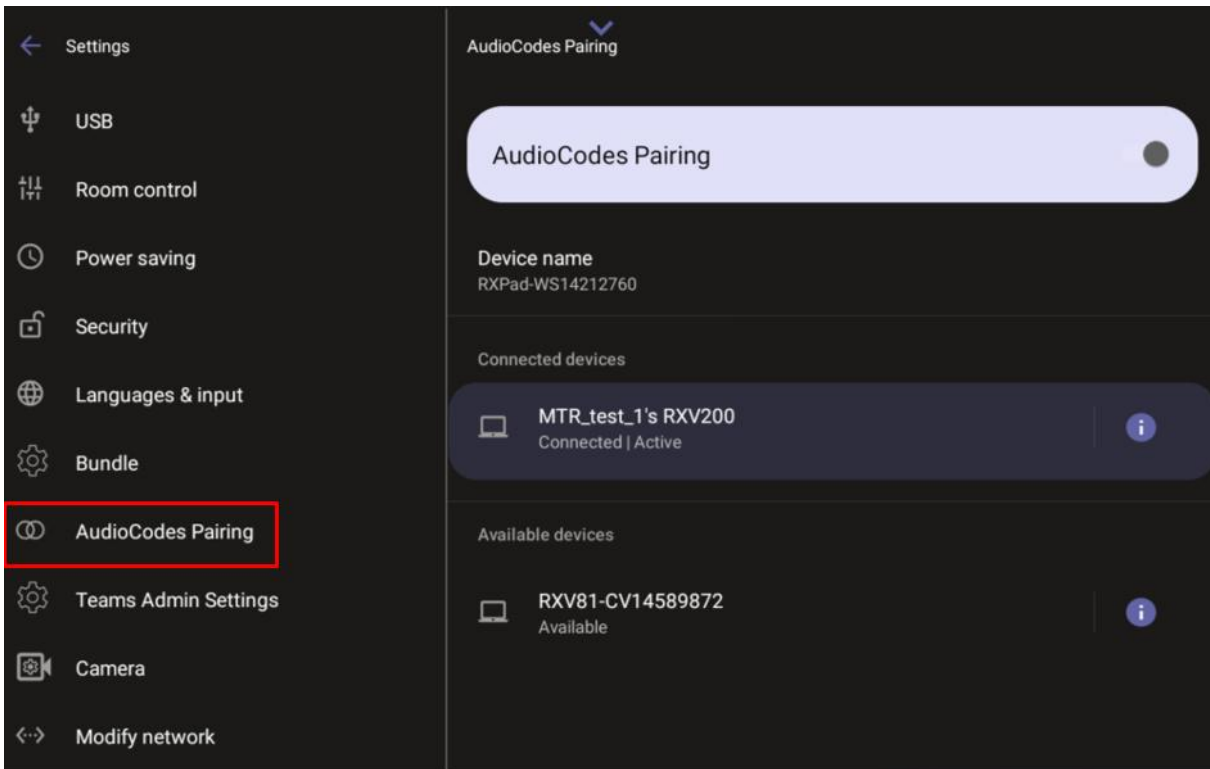 Settings
USB
Room control
Power saving
Security
Languages & input
Bundle
AudioCodes Pairing
Teams Admin Settings
Camera
Modify network
AudioCodes Pairing
AudioCodes Pairing
Device name
RXPad-WS14212760
Connected devices
MTR_test_1's RXV200
Connected | Active
Available devices
RXV81-CV14589872
Available